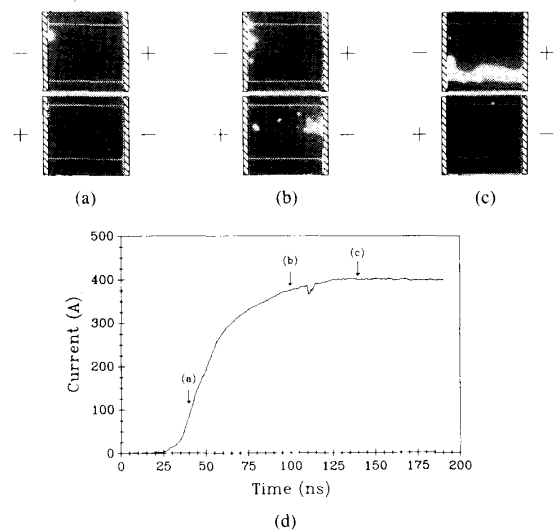 − + − + − +
+ − + − + −
(a) (b) (c)
500
400
300
200
100
0
Current (A)
(a)
(b)
(c)
0 25 50 75 100 125 150 175 200
Time (ns)
(d)